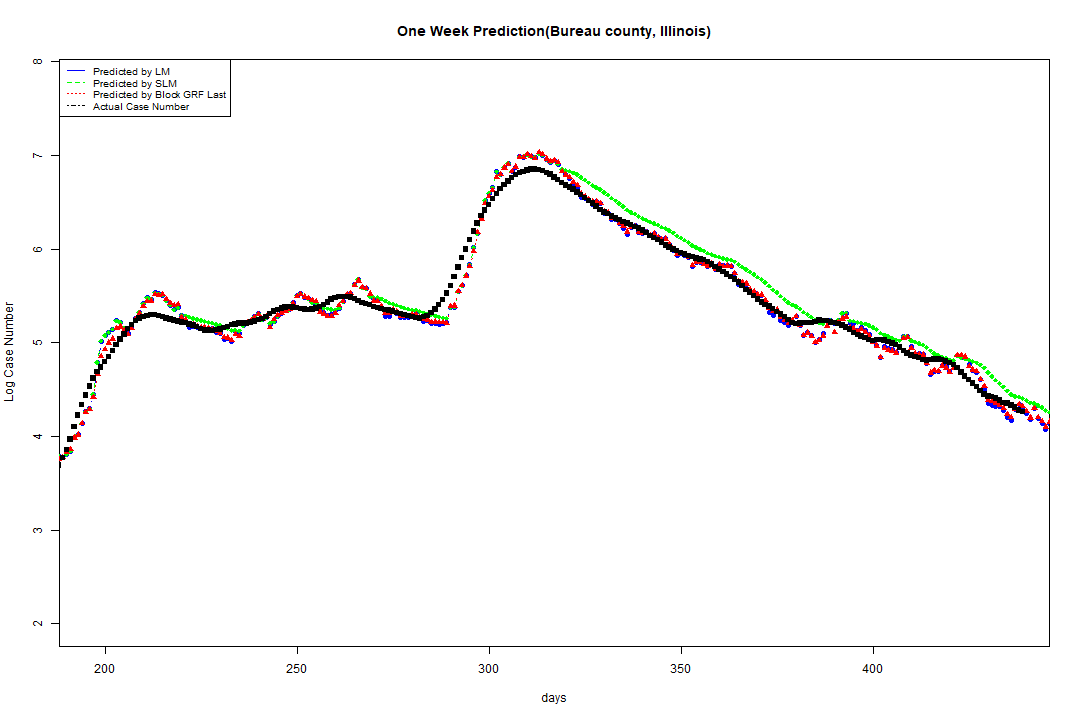 One Week Prediction(Bureau county, Illinois)
Predicted by LM
Predicted by SLM
Predicted by Block GRF Last
Actual Case Number
8
7
6
5
4
3
2
Log Case Number
200 250 300 350 400
days